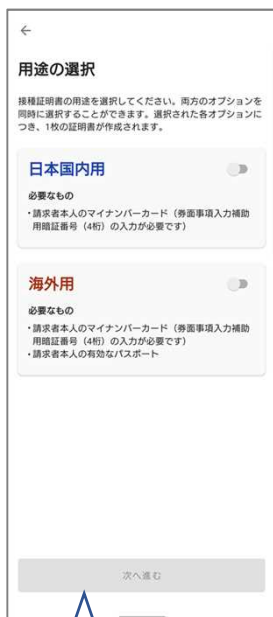 用途の選択
接種証明書の用途を選択してください。両方のオプションを
同時に選択することができます。選択された各オプションに
つき、1枚の証明書が作成されます。
日本国内用
必要なもの
・請求者本人のマイナンバーカード（券面事項入力補助
用暗証番号（4桁）の入力が必要です）
海外用
必要なもの
・請求者本人のマイナンバーカード（券面事項入力補助
用暗証番号（4桁）の入力が必要です）
・請求者本人の有効なパスポート
次へ進む